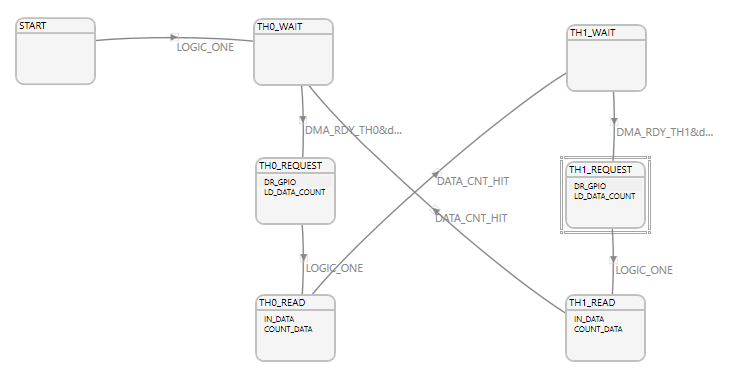 START
LOGIC_ONE
TH0_WAIT
TH1_WAIT
DMA_RDY_TH0&d...
DMA_RDY_TH1&d...
TH0_REQUEST
DR_GPIO
LD_DATA_COUNT
DATA_CNT_HIT
DATA_CNT_HIT
TH1_REQUEST
DR_GPIO
LD_DATA_COUNT
LOGIC_ONE
LOGIC_ONE
TH0_READ
IN_DATA
COUNT_DATA
TH1_READ
IN_DATA
COUNT_DATA